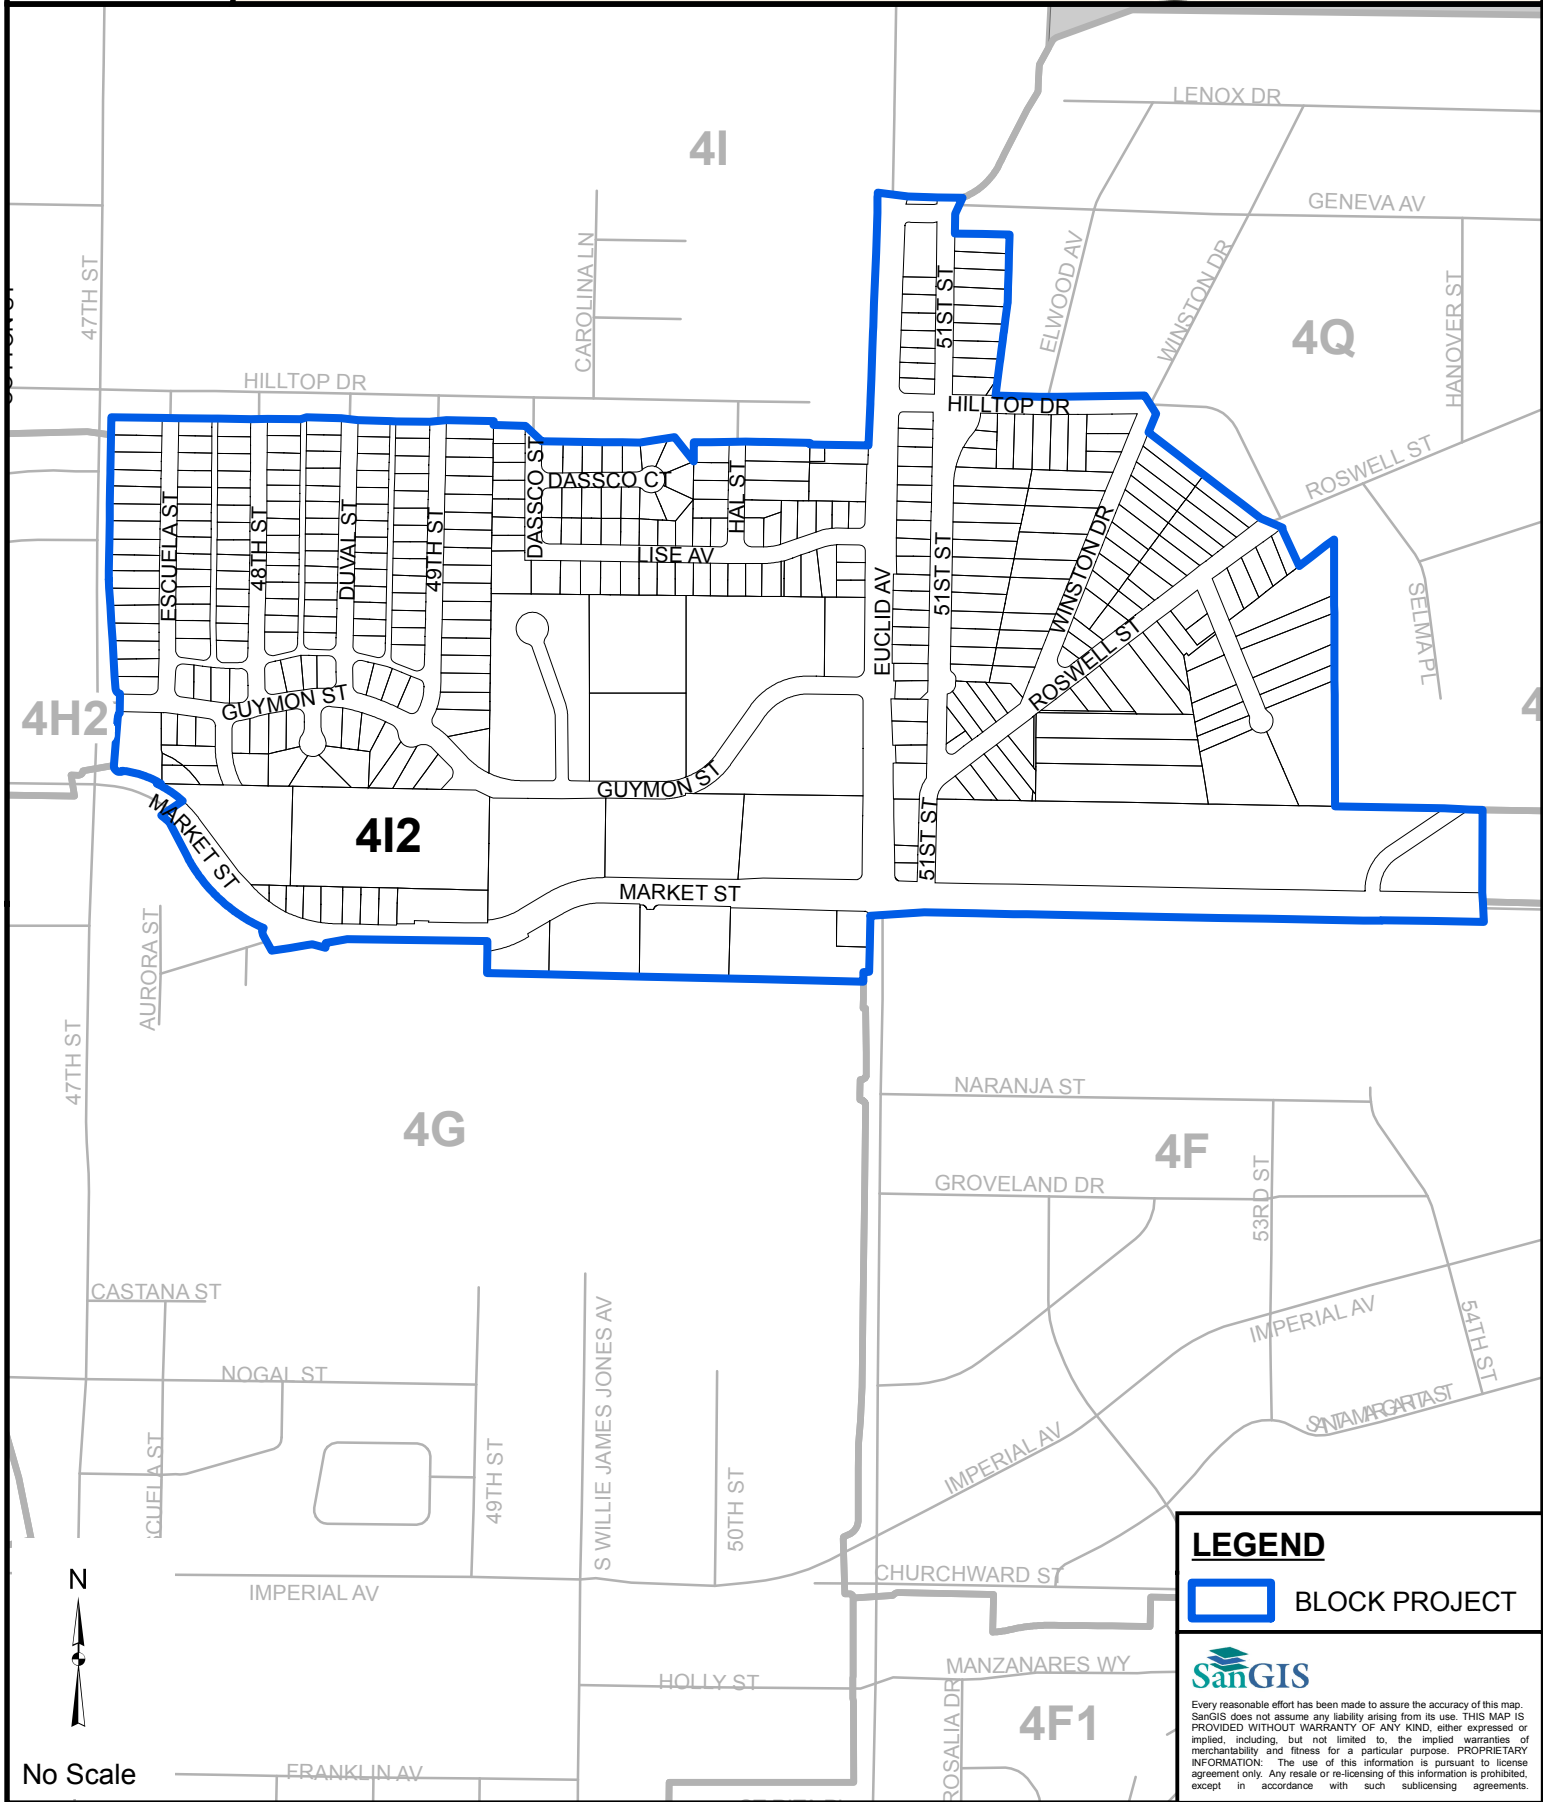 LENOX DR
4I
GENEVA AV
47TH ST
CAROLINA LN
51ST ST
ELWOOD AV
WINSTON DR
4Q
HANOVER ST
HILLTOP DR
HILLTOP DR
ROSWELL ST
DASSCO ST
DASSCO CT
HAL ST
ESCUELA ST
48TH ST
DUVAL ST
49TH ST
LISE AV
EUCLID AV
51ST ST
WINSTON DR
ROSWELL ST
SELMA PL
4H2
GUYMON ST
GUYMON ST
4
MARKET ST
4I2
51ST ST
MARKET ST
AURORA ST
47TH ST
4G
NARANJA ST
4F
GROVELAND DR
53RD ST
CASTANA ST
S WILLIE JAMES JONES AV
IMPERIAL AV
54TH ST
NOGAL ST
SANTA MARGARITA ST
CUELA ST
49TH ST
50TH ST
IMPERIAL AV
N
IMPERIAL AV
CHURCHWARD ST
LEGEND
BLOCK PROJECT
HOLLY ST
MANZANARES WY
ROSALIA DR
4F1
FRANKLIN AV
No Scale
SanGIS
Every reasonable effort has been made to assure the accuracy of this map.
SanGIS does not assume any liability arising from its use. THIS MAP IS
PROVIDED WITHOUT WARRANTY OF ANY KIND, either expressed or
implied, including, but not limited to, the implied warranties of
merchantability and fitness for a particular purpose. PROPRIETARY
INFORMATION: The use of this information is pursuant to license
agreement only. Any resale or re-licensing of this information is prohibited,
except in accordance with such sublicensing agreements.